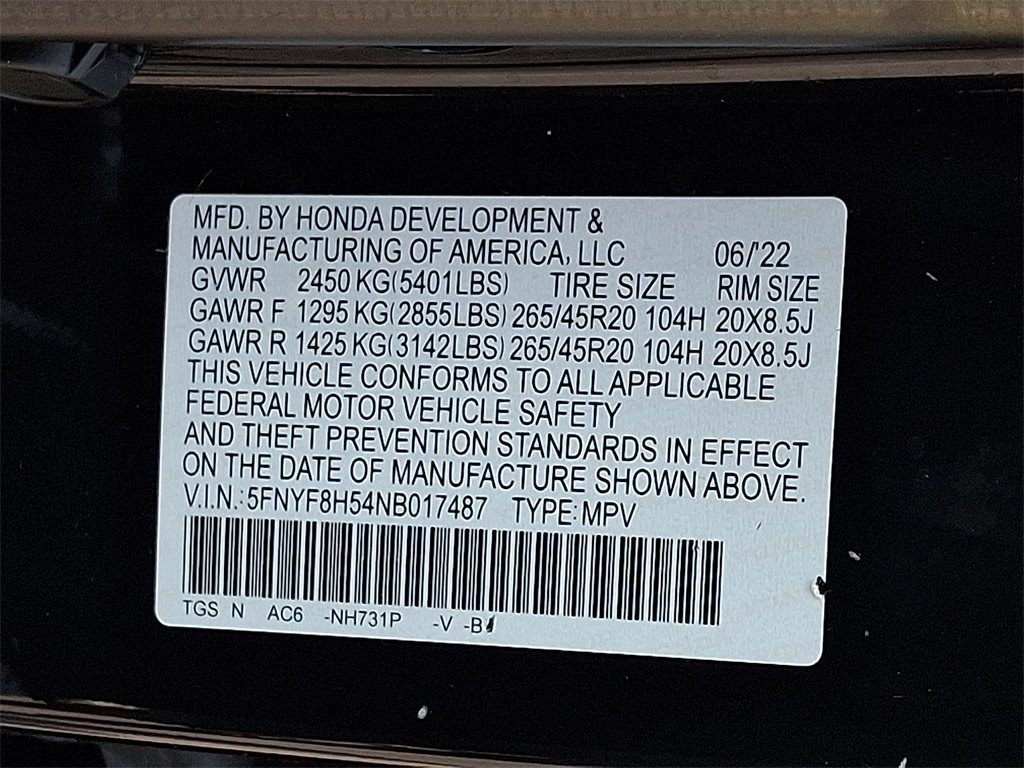 MFD. BY HONDA DEVELOPMENT &
MANUFACTURING OF AMERICA, LLC 06/'22
GVWR 2450 KG(5401LBS) TIRE SIZE RIM SIZE
GAWR F 1295 KG(2855LBS) 265/45R20 104H 20X8.5J
GAWR R 1425 KG(3142LBS) 265/45R20 104H 20X8.5J
THIS VEHICLE CONFORMS TO ALL APPLICABLE
FEDERAL MOTOR VEHICLE SAFETY
AND THEFT PREVENTION STANDARDS IN EFFECT
ON THE DATE OF MANUFACTURE SHOWN ABOVE.
V.I.N.: 5FNYF8H54NB017487 TYPE: MPV
TGS N AC6 -NH731P -V -B